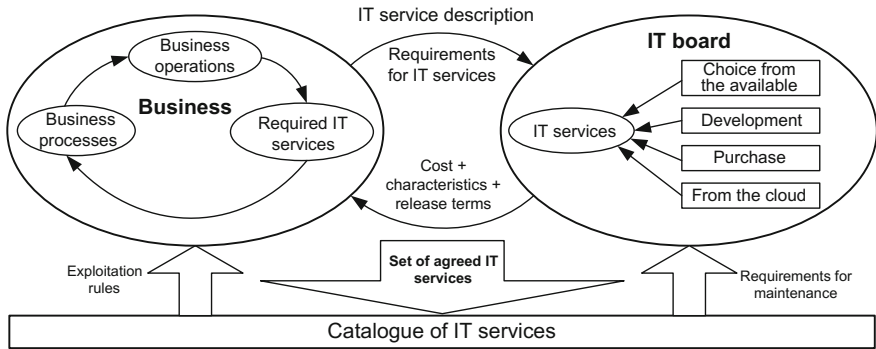 IT service description
Business
operations
Business
Business
processes
Required IT
services
Requirements
for IT services
IT board
IT services
Choice from
the available
Development
Purchase
From the cloud
Cost +
characteristics +
release terms
Exploitation
rules
Set of agreed IT
services
Requirements for
maintenance
Catalogue of IT services